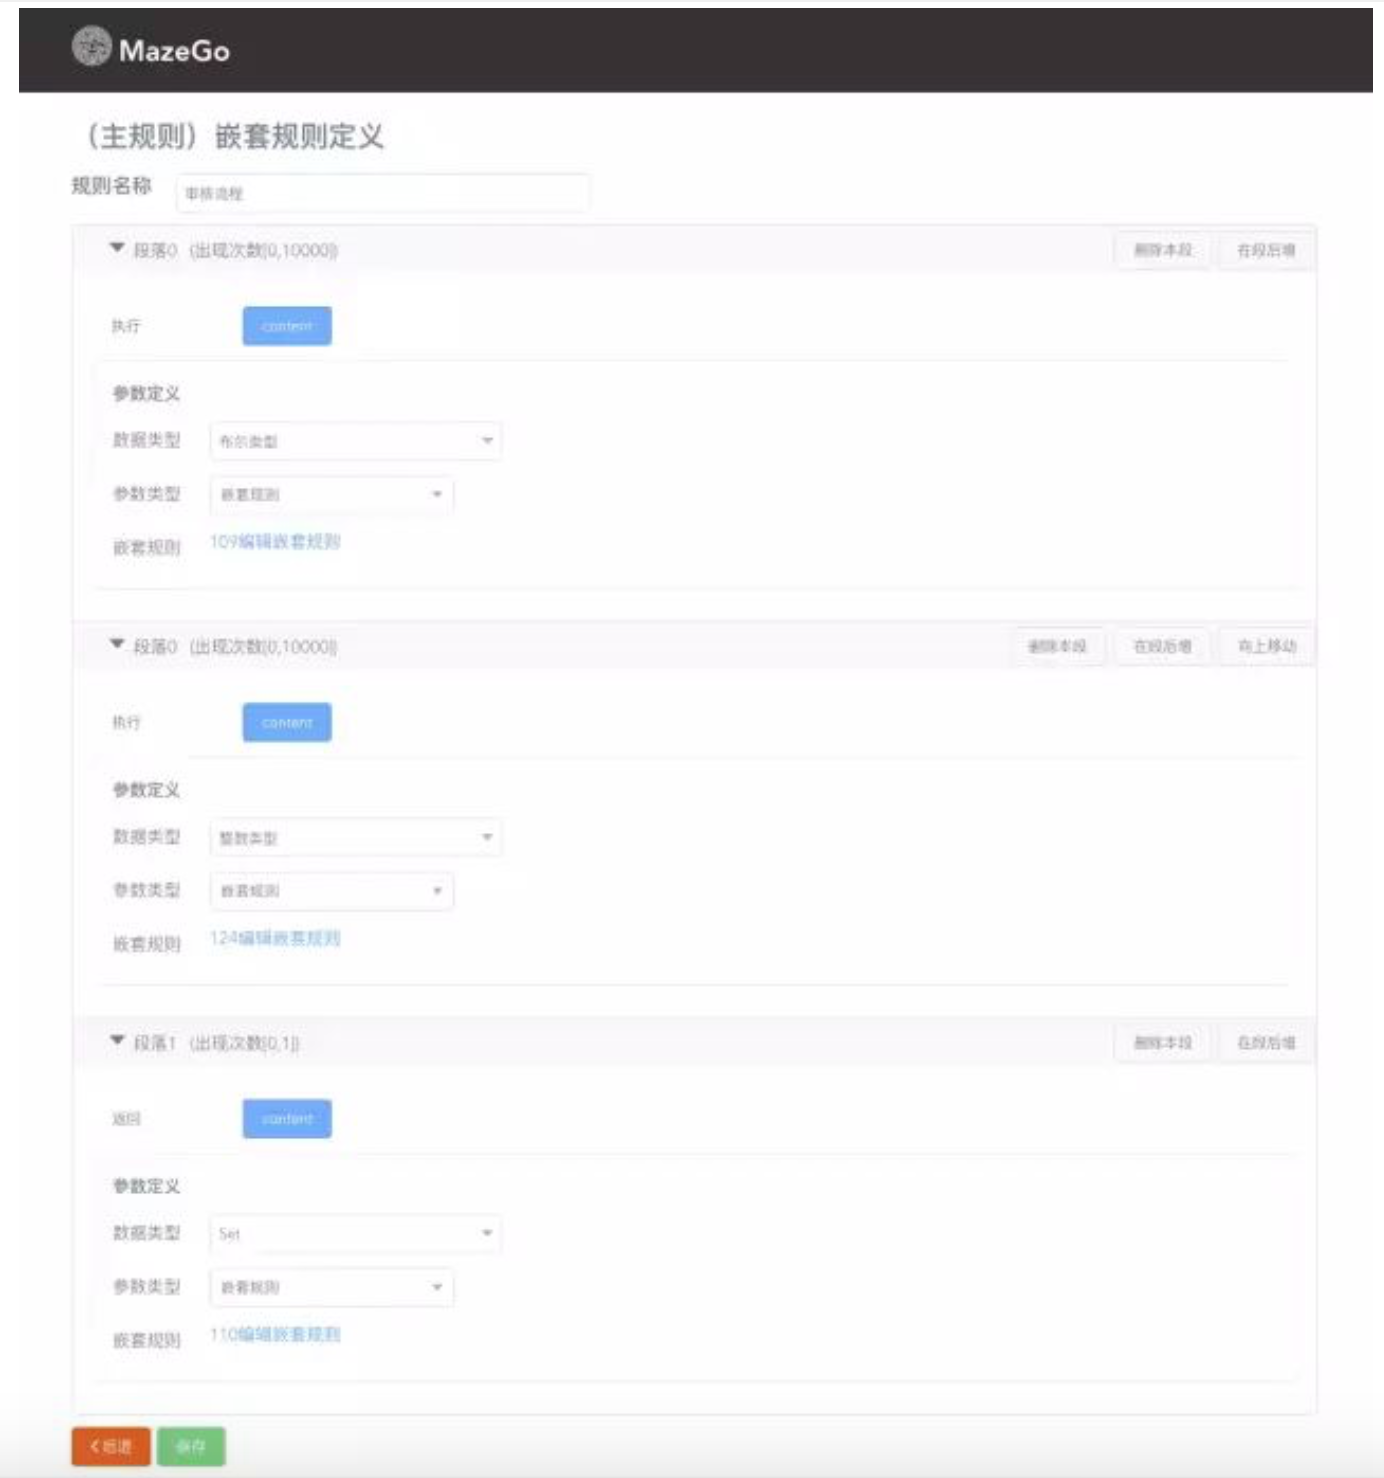 MazeGo
（主规则）嵌套规则定义
规则名称 审核流程
段落0 (出现次数[0,10000]) 删除本段 在段后增
执行 content
参数定义
数据类型 布尔类型
参数类型 嵌套规则
嵌套规则 109编辑嵌套规则
段落0 (出现次数[0,10000]) 删除本段 在段后增 向上移动
执行 content
参数定义
数据类型 整数类型
参数类型 嵌套规则
嵌套规则 124编辑嵌套规则
段落1 (出现次数[0,1]) 删除本段 在段后增
返回 content
参数定义
数据类型 Set
参数类型 嵌套规则
嵌套规则 110编辑嵌套规则
后退 保存